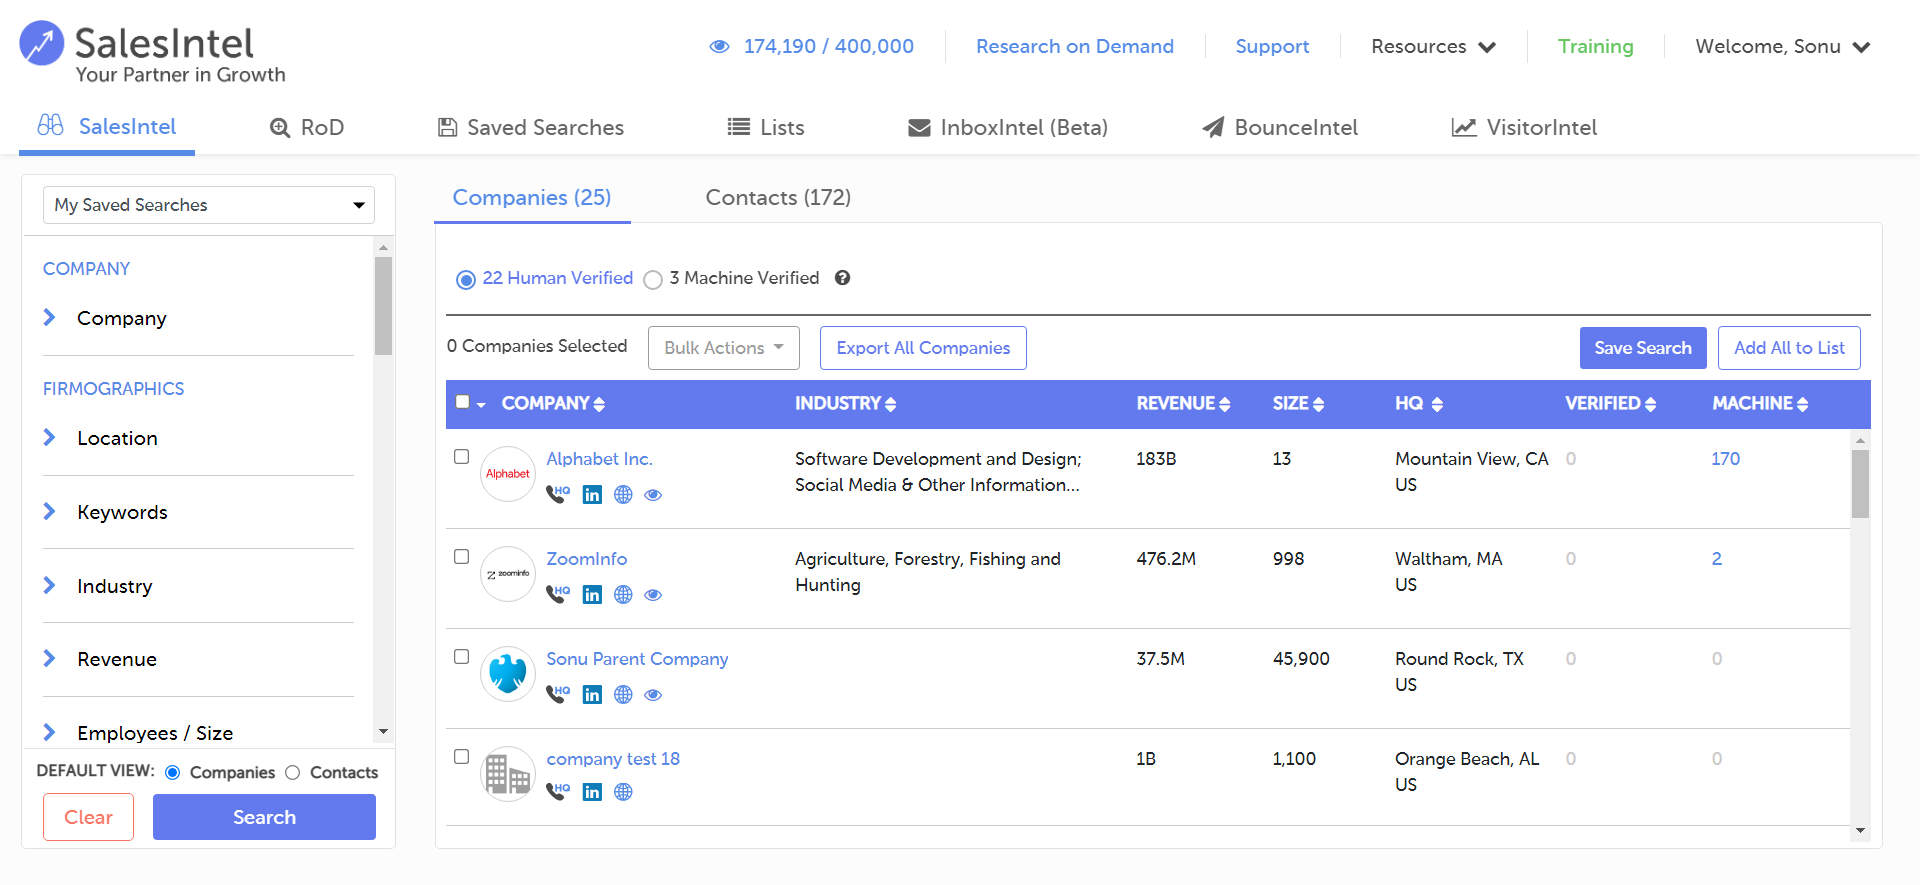 SalesIntel
Your Partner in Growth
174,190 / 400,000
Research on Demand
Support
Resources
Training
Welcome, Sonu
SalesIntel
RoD
Saved Searches
Lists
InboxIntel (Beta)
BounceIntel
VisitorIntel
My Saved Searches
COMPANY
Company
FIRMOGRAPHICS
Location
Keywords
Industry
Revenue
Employees / Size
DEFAULT VIEW: Companies Contacts
Clear
Search
Companies (25)
Contacts (172)
22 Human Verified 3 Machine Verified ?
0 Companies Selected
Bulk Actions
Export All Companies
Save Search
Add All to List
COMPANY INDUSTRY REVENUE SIZE HQ VERIFIED MACHINE
Alphabet
Alphabet Inc.
HQ in
Software Development and Design;
Social Media & Other Information...
183B
13
Mountain View, CA
US
0
170
zoominfo
ZoomInfo
HQ in
Agriculture, Forestry, Fishing and
Hunting
476.2M
998
Waltham, MA
US
0
2
Sonu Parent Company
HQ in
37.5M
45,900
Round Rock, TX
US
0
0
company test 18
HQ in
1B
1,100
Orange Beach, AL
US
0
0